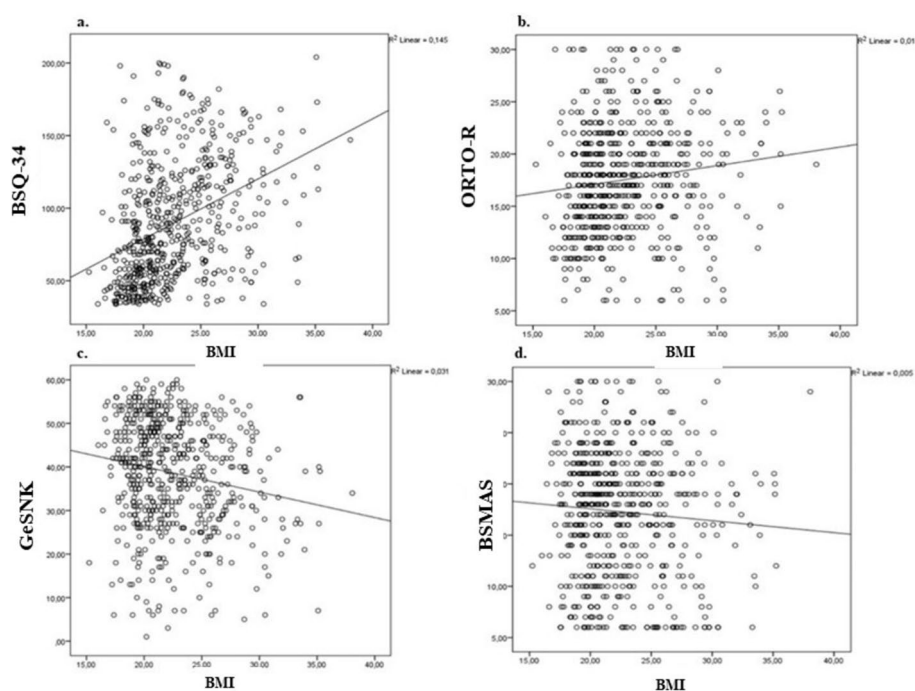 a.
R² Linear = 0,145
200,00
150,00
100,00
50,00
BSQ-34
15,00 20,00 25,00 30,00 35,00 40,00
BMI
b.
R² Linear = 0,01
30,00
25,00
20,00
15,00
10,00
5,00
ORTO-R
15,00 20,00 25,00 30,00 35,00 40,00
BMI
c.
R² Linear = 0,031
60,00
50,00
40,00
30,00
20,00
10,00
,00
GeSNK
15,00 20,00 25,00 30,00 35,00 40,00
BMI
d.
R² Linear = 0,005
30,00
10,00
5,00
BSMAS
15,00 20,00 25,00 30,00 35,00 40,00
BMI